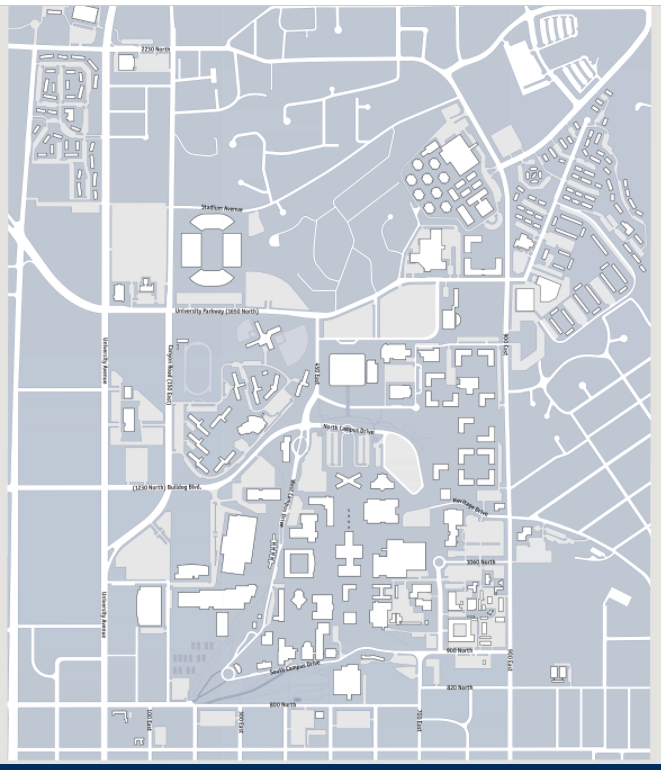 2230 North
Stadium Avenue
University Parkway (1650 North)
University Avenue
Canyon Road (150 East)
450 East
900 East
North Campus Drive
(1230 North) Bulldog Blvd.
West Campus Drive
Heritage Drive
1060 North
University Avenue
900 North
900 East
South Campus Drive
820 North
800 North
100 East
300 East
700 East